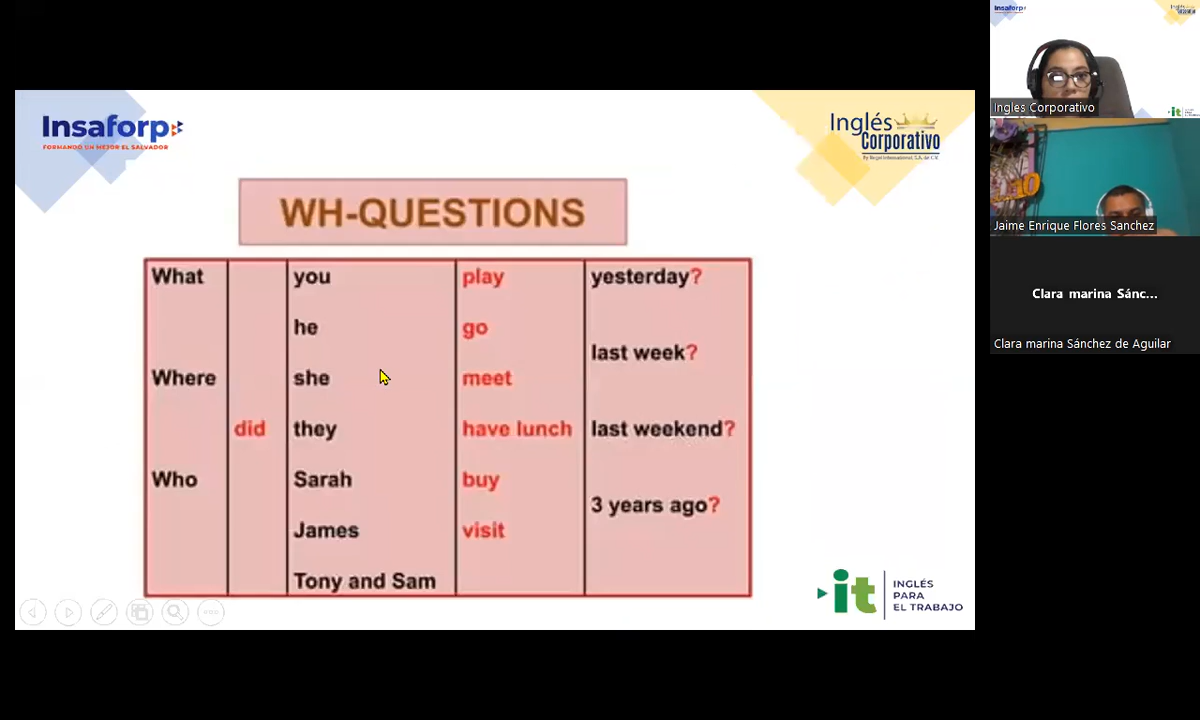 Insaforp
FORMANDO UN MEJOR EL SALVADOR
Inglés
Corporativo
WH-QUESTIONS
What you play yesterday?
he go
last week?
Where she meet
did they have lunch last weekend?
Who Sarah buy
3 years ago?
James visit
Tony and Sam
it INGLÉS
PARA
EL TRABAJO
Insaforp
Ingles Corporativo
it
Jaime Enrique Flores Sanchez
Clara marina Sánc...
Clara marina Sánchez de Aguilar